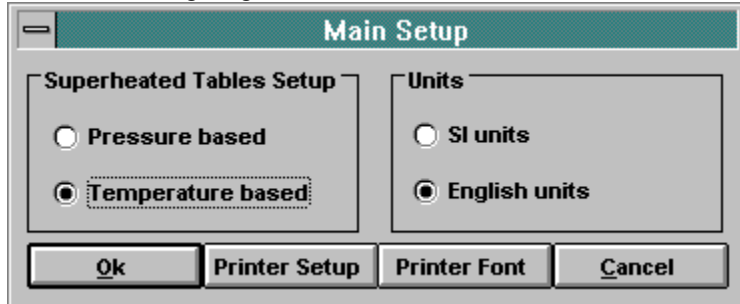 Main Setup
Superheated Tables Setup
Units
Pressure based
SI units
Temperature based
English units
Ok
Printer Setup
Printer Font
Cancel